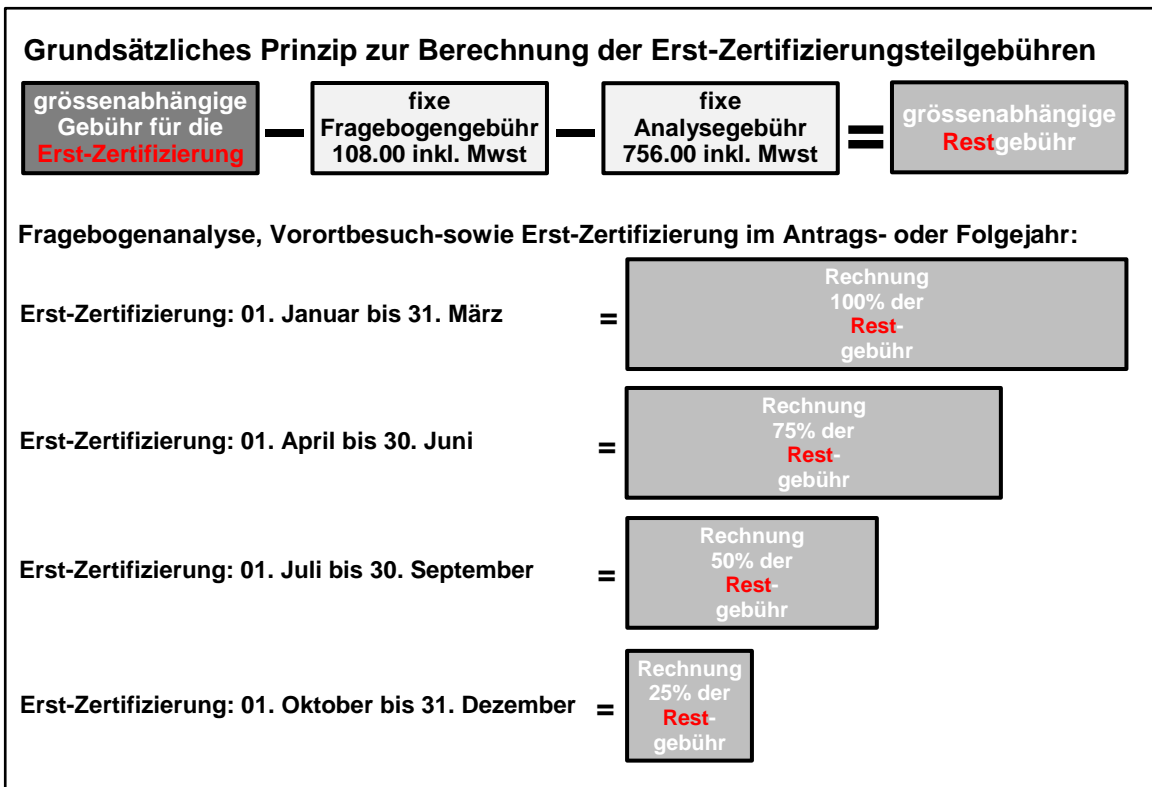 Grundsätzliches Prinzip zur Berechnung der Erst-Zertifizierungsteilgebühren
grössenabhängige
Gebühr für die
Erst-Zertifizierung
—
fixe
Fragebogengebühr
108.00 inkl. Mwst
—
fixe
Analysegebühr
756.00 inkl. Mwst
=
grössenabhängige
Restgebühr
Fragebogenanalyse, Vorortbesuch-sowie Erst-Zertifizierung im Antrags- oder Folgejahr:
Erst-Zertifizierung: 01. Januar bis 31. März =
Rechnung
100% der
Rest-
gebühr
Erst-Zertifizierung: 01. April bis 30. Juni =
Rechnung
75% der
Rest-
gebühr
Erst-Zertifizierung: 01. Juli bis 30. September =
Rechnung
50% der
Rest-
gebühr
Erst-Zertifizierung: 01. Oktober bis 31. Dezember =
Rechnung
25% der
Rest-
gebühr